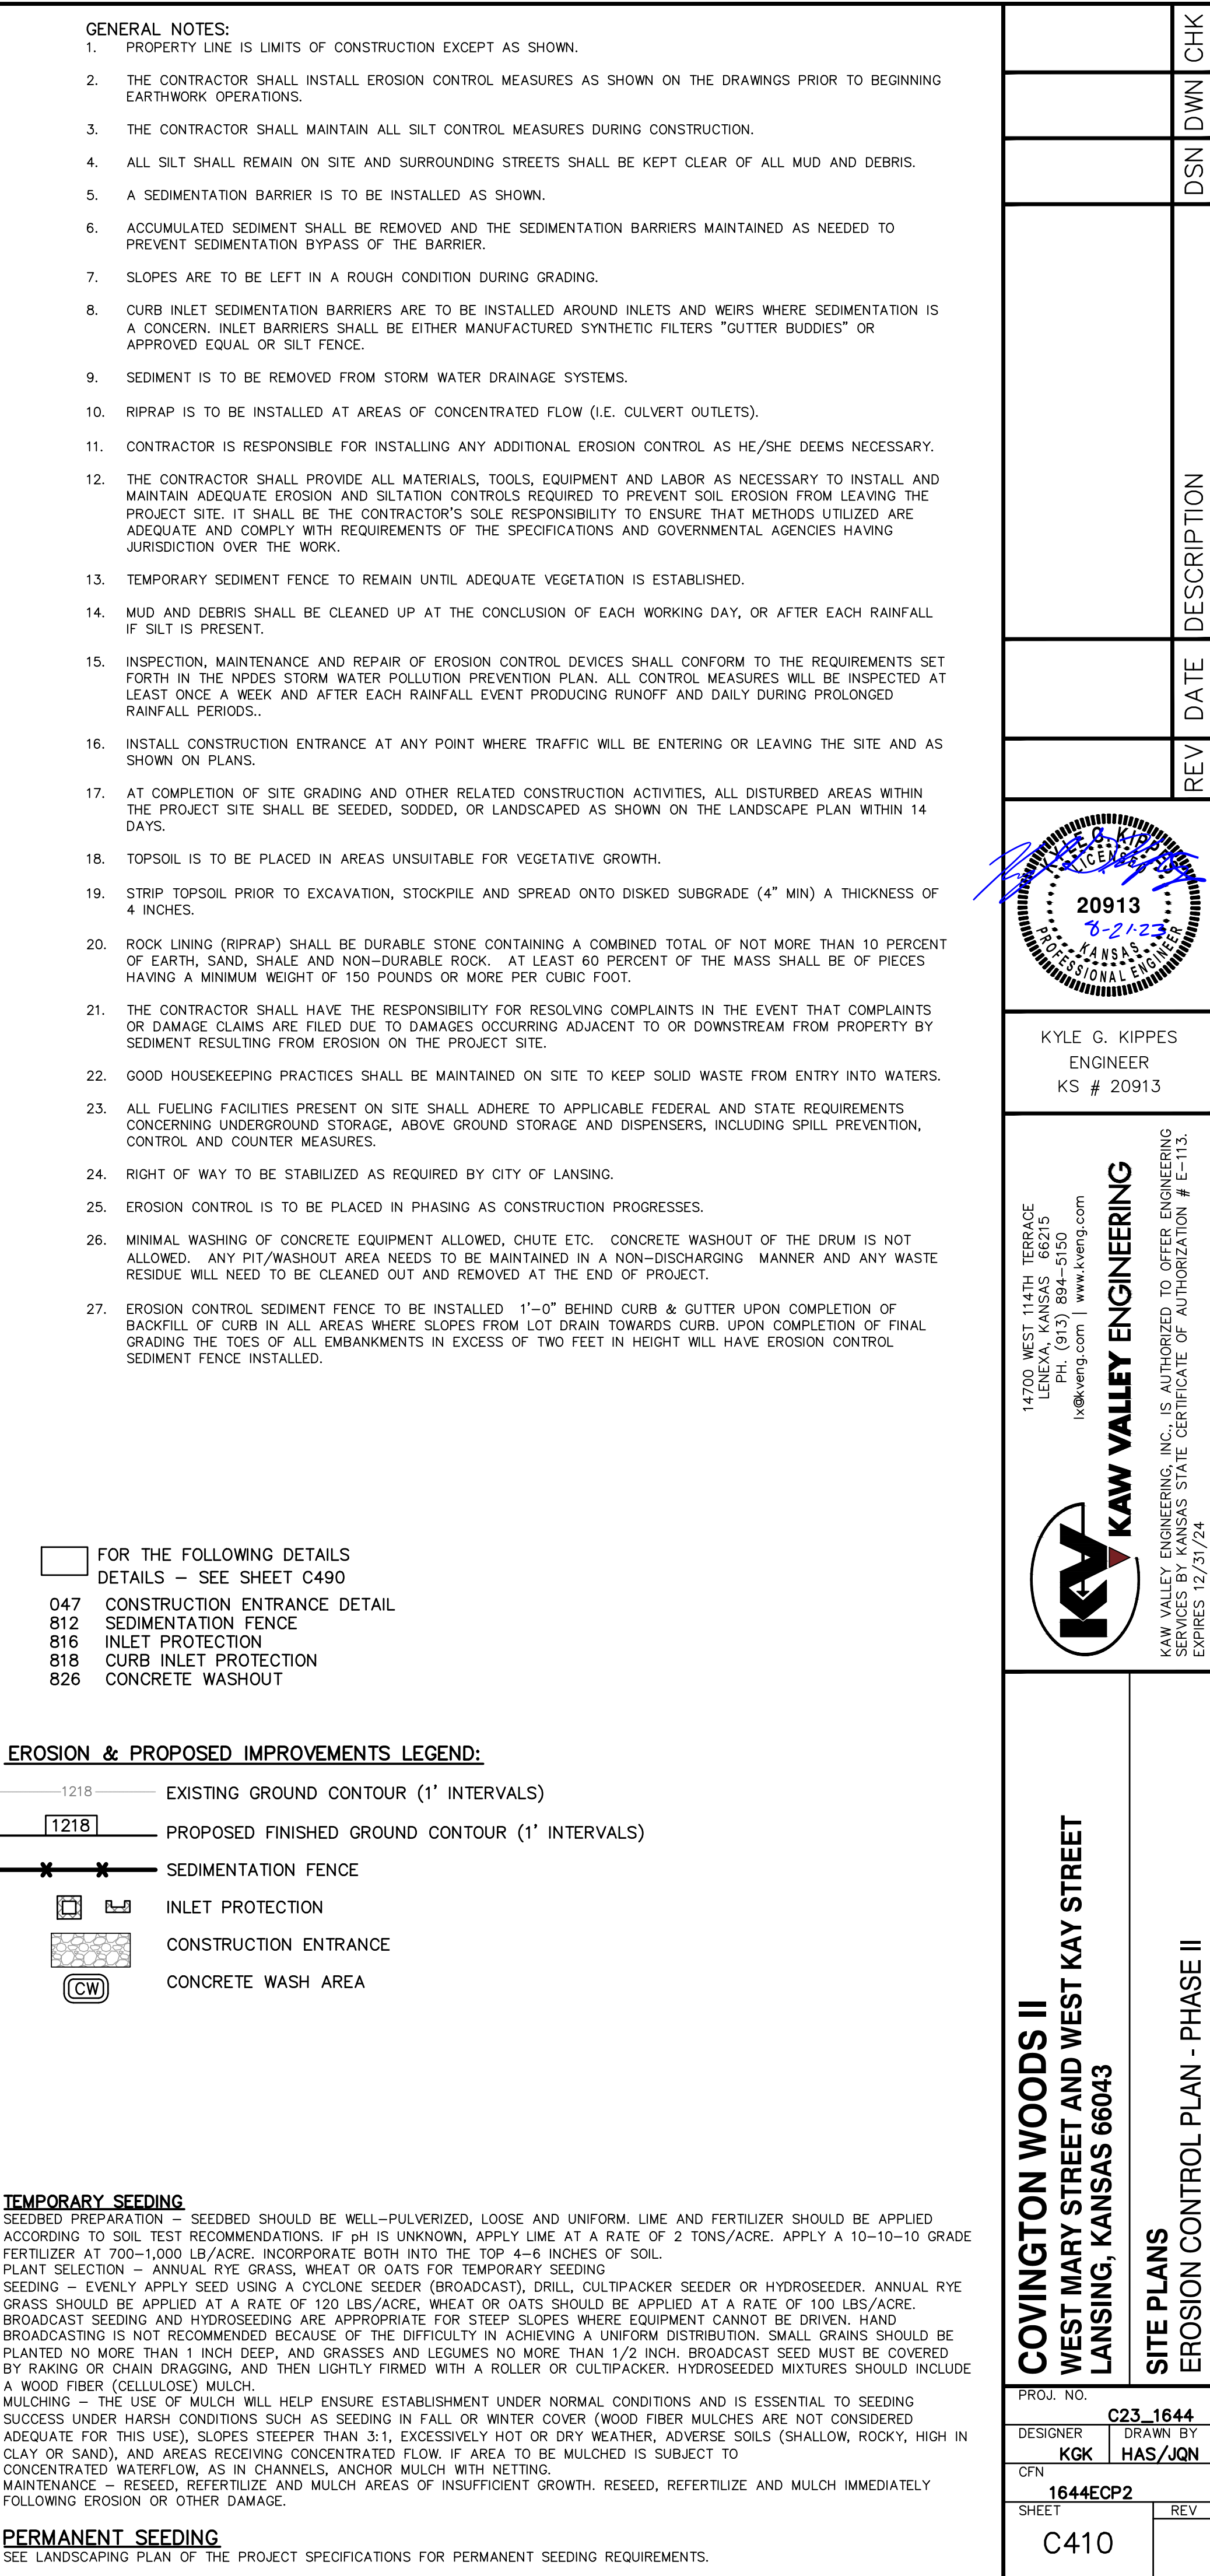 GENERAL NOTES:
1. PROPERTY LINE IS LIMITS OF CONSTRUCTION EXCEPT AS SHOWN.
2. THE CONTRACTOR SHALL INSTALL EROSION CONTROL MEASURES AS SHOWN ON THE DRAWINGS PRIOR TO BEGINNING
EARTHWORK OPERATIONS.
3. THE CONTRACTOR SHALL MAINTAIN ALL SILT CONTROL MEASURES DURING CONSTRUCTION.
4. ALL SILT SHALL REMAIN ON SITE AND SURROUNDING STREETS SHALL BE KEPT CLEAR OF ALL MUD AND DEBRIS.
5. A SEDIMENTATION BARRIER IS TO BE INSTALLED AS SHOWN.
6. ACCUMULATED SEDIMENT SHALL BE REMOVED AND THE SEDIMENTATION BARRIERS MAINTAINED AS NEEDED TO
PREVENT SEDIMENTATION BYPASS OF THE BARRIER.
7. SLOPES ARE TO BE LEFT IN A ROUGH CONDITION DURING GRADING.
8. CURB INLET SEDIMENTATION BARRIERS ARE TO BE INSTALLED AROUND INLETS AND WEIRS WHERE SEDIMENTATION IS
A CONCERN. INLET BARRIERS SHALL BE EITHER MANUFACTURED SYNTHETIC FILTERS "GUTTER BUDDIES" OR
APPROVED EQUAL OR SILT FENCE.
9. SEDIMENT IS TO BE REMOVED FROM STORM WATER DRAINAGE SYSTEMS.
10. RIPRAP IS TO BE INSTALLED AT AREAS OF CONCENTRATED FLOW (I.E. CULVERT OUTLETS).
11. CONTRACTOR IS RESPONSIBLE FOR INSTALLING ANY ADDITIONAL EROSION CONTROL AS HE/SHE DEEMS NECESSARY.
12. THE CONTRACTOR SHALL PROVIDE ALL MATERIALS, TOOLS, EQUIPMENT AND LABOR AS NECESSARY TO INSTALL AND
MAINTAIN ADEQUATE EROSION AND SILTATION CONTROLS REQUIRED TO PREVENT SOIL EROSION FROM LEAVING THE
PROJECT SITE. IT SHALL BE THE CONTRACTOR'S SOLE RESPONSIBILITY TO ENSURE THAT METHODS UTILIZED ARE
ADEQUATE AND COMPLY WITH REQUIREMENTS OF THE SPECIFICATIONS AND GOVERNMENTAL AGENCIES HAVING
JURISDICTION OVER THE WORK.
13. TEMPORARY SEDIMENT FENCE TO REMAIN UNTIL ADEQUATE VEGETATION IS ESTABLISHED.
14. MUD AND DEBRIS SHALL BE CLEANED UP AT THE CONCLUSION OF EACH WORKING DAY, OR AFTER EACH RAINFALL
IF SILT IS PRESENT.
15. INSPECTION, MAINTENANCE AND REPAIR OF EROSION CONTROL DEVICES SHALL CONFORM TO THE REQUIREMENTS SET
FORTH IN THE NPDES STORM WATER POLLUTION PREVENTION PLAN. ALL CONTROL MEASURES WILL BE INSPECTED AT
LEAST ONCE A WEEK AND AFTER EACH RAINFALL EVENT PRODUCING RUNOFF AND DAILY DURING PROLONGED
RAINFALL PERIODS..
16. INSTALL CONSTRUCTION ENTRANCE AT ANY POINT WHERE TRAFFIC WILL BE ENTERING OR LEAVING THE SITE AND AS
SHOWN ON PLANS.
17. AT COMPLETION OF SITE GRADING AND OTHER RELATED CONSTRUCTION ACTIVITIES, ALL DISTURBED AREAS WITHIN
THE PROJECT SITE SHALL BE SEEDED, SODDED, OR LANDSCAPED AS SHOWN ON THE LANDSCAPE PLAN WITHIN 14
DAYS.
18. TOPSOIL IS TO BE PLACED IN AREAS UNSUITABLE FOR VEGETATIVE GROWTH.
19. STRIP TOPSOIL PRIOR TO EXCAVATION, STOCKPILE AND SPREAD ONTO DISKED SUBGRADE (4" MIN) A THICKNESS OF
4 INCHES.
20. ROCK LINING (RIPRAP) SHALL BE DURABLE STONE CONTAINING A COMBINED TOTAL OF NOT MORE THAN 10 PERCENT
OF EARTH, SAND, SHALE AND NON-DURABLE ROCK. AT LEAST 60 PERCENT OF THE MASS SHALL BE OF PIECES
HAVING A MINIMUM WEIGHT OF 150 POUNDS OR MORE PER CUBIC FOOT.
21. THE CONTRACTOR SHALL HAVE THE RESPONSIBILITY FOR RESOLVING COMPLAINTS IN THE EVENT THAT COMPLAINTS
OR DAMAGE CLAIMS ARE FILED DUE TO DAMAGES OCCURRING ADJACENT TO OR DOWNSTREAM FROM PROPERTY BY
SEDIMENT RESULTING FROM EROSION ON THE PROJECT SITE.
22. GOOD HOUSEKEEPING PRACTICES SHALL BE MAINTAINED ON SITE TO KEEP SOLID WASTE FROM ENTRY INTO WATERS.
23. ALL FUELING FACILITIES PRESENT ON SITE SHALL ADHERE TO APPLICABLE FEDERAL AND STATE REQUIREMENTS
CONCERNING UNDERGROUND STORAGE, ABOVE GROUND STORAGE AND DISPENSERS, INCLUDING SPILL PREVENTION,
CONTROL AND COUNTER MEASURES.
24. RIGHT OF WAY TO BE STABILIZED AS REQUIRED BY CITY OF LANSING.
25. EROSION CONTROL IS TO BE PLACED IN PHASING AS CONSTRUCTION PROGRESSES.
26. MINIMAL WASHING OF CONCRETE EQUIPMENT ALLOWED, CHUTE ETC. CONCRETE WASHOUT OF THE DRUM IS NOT
ALLOWED. ANY PIT/WASHOUT AREA NEEDS TO BE MAINTAINED IN A NON-DISCHARGING MANNER AND ANY WASTE
RESIDUE WILL NEED TO BE CLEANED OUT AND REMOVED AT THE END OF PROJECT.
27. EROSION CONTROL SEDIMENT FENCE TO BE INSTALLED 1'-0" BEHIND CURB & GUTTER UPON COMPLETION OF
BACKFILL OF CURB IN ALL AREAS WHERE SLOPES FROM LOT DRAIN TOWARDS CURB. UPON COMPLETION OF FINAL
GRADING THE TOES OF ALL EMBANKMENTS IN EXCESS OF TWO FEET IN HEIGHT WILL HAVE EROSION CONTROL
SEDIMENT FENCE INSTALLED.
FOR THE FOLLOWING DETAILS
DETAILS – SEE SHEET C490
047 CONSTRUCTION ENTRANCE DETAIL
812 SEDIMENTATION FENCE
816 INLET PROTECTION
818 CURB INLET PROTECTION
826 CONCRETE WASHOUT
EROSION & PROPOSED IMPROVEMENTS LEGEND:
1218 EXISTING GROUND CONTOUR (1' INTERVALS)
1218 PROPOSED FINISHED GROUND CONTOUR (1' INTERVALS)
SEDIMENTATION FENCE
INLET PROTECTION
CONSTRUCTION ENTRANCE
CW CONCRETE WASH AREA
TEMPORARY SEEDING
SEEDBED PREPARATION – SEEDBED SHOULD BE WELL-PULVERIZED, LOOSE AND UNIFORM. LIME AND FERTILIZER SHOULD BE APPLIED
ACCORDING TO SOIL TEST RECOMMENDATIONS. IF pH IS UNKNOWN, APPLY LIME AT A RATE OF 2 TONS/ACRE. APPLY A 10-10-10 GRADE
FERTILIZER AT 700-1,000 LB/ACRE. INCORPORATE BOTH INTO THE TOP 4-6 INCHES OF SOIL.
PLANT SELECTION – ANNUAL RYE GRASS, WHEAT OR OATS FOR TEMPORARY SEEDING
SEEDING – EVENLY APPLY SEED USING A CYCLONE SEEDER (BROADCAST), DRILL, CULTIPACKER SEEDER OR HYDROSEEDER. ANNUAL RYE
GRASS SHOULD BE APPLIED AT A RATE OF 120 LBS/ACRE, WHEAT OR OATS SHOULD BE APPLIED AT A RATE OF 100 LBS/ACRE.
BROADCAST SEEDING AND HYDROSEEDING ARE APPROPRIATE FOR STEEP SLOPES WHERE EQUIPMENT CANNOT BE DRIVEN. HAND
BROADCASTING IS NOT RECOMMENDED BECAUSE OF THE DIFFICULTY IN ACHIEVING A UNIFORM DISTRIBUTION. SMALL GRAINS SHOULD BE
PLANTED NO MORE THAN 1 INCH DEEP, AND GRASSES AND LEGUMES NO MORE THAN 1/2 INCH. BROADCAST SEED MUST BE COVERED
BY RAKING OR CHAIN DRAGGING, AND THEN LIGHTLY FIRMED WITH A ROLLER OR CULTIPACKER. HYDROSEEDED MIXTURES SHOULD INCLUDE
A WOOD FIBER (CELLULOSE) MULCH.
MULCHING – THE USE OF MULCH WILL HELP ENSURE ESTABLISHMENT UNDER NORMAL CONDITIONS AND IS ESSENTIAL TO SEEDING
SUCCESS UNDER HARSH CONDITIONS SUCH AS SEEDING IN FALL OR WINTER COVER (WOOD FIBER MULCHES ARE NOT CONSIDERED
ADEQUATE FOR THIS USE), SLOPES STEEPER THAN 3:1, EXCESSIVELY HOT OR DRY WEATHER, ADVERSE SOILS (SHALLOW, ROCKY, HIGH IN
CLAY OR SAND), AND AREAS RECEIVING CONCENTRATED FLOW. IF AREA TO BE MULCHED IS SUBJECT TO
CONCENTRATED WATERFLOW, AS IN CHANNELS, ANCHOR MULCH WITH NETTING.
MAINTENANCE – RESEED, REFERTILIZE AND MULCH AREAS OF INSUFFICIENT GROWTH. RESEED, REFERTILIZE AND MULCH IMMEDIATELY
FOLLOWING EROSION OR OTHER DAMAGE.
PERMANENT SEEDING
SEE LANDSCAPING PLAN OF THE PROJECT SPECIFICATIONS FOR PERMANENT SEEDING REQUIREMENTS.
REV DATE DESCRIPTION DSN DWN CHK
KYLE G. KIPPES
LICENSED
20913
8-21-23
KANSAS
PROFESSIONAL ENGINEER
KYLE G. KIPPES
ENGINEER
KS # 20913
14700 WEST 114TH TERRACE
LENEXA, KANSAS 66215
PH. (913) 894-5150
lx@kveng.com | www.kveng.com
KV KAW VALLEY ENGINEERING
KAW VALLEY ENGINEERING, INC., IS AUTHORIZED TO OFFER ENGINEERING
SERVICES BY KANSAS STATE CERTIFICATE OF AUTHORIZATION # E-113.
EXPIRES 12/31/24
COVINGTON WOODS II
WEST MARY STREET AND WEST KAY STREET
LANSING, KANSAS 66043
SITE PLANS
EROSION CONTROL PLAN - PHASE II
PROJ. NO.
C23_1644
DESIGNER DRAWN BY
KGK HAS/JQN
CFN
1644ECP2
SHEET REV
C410